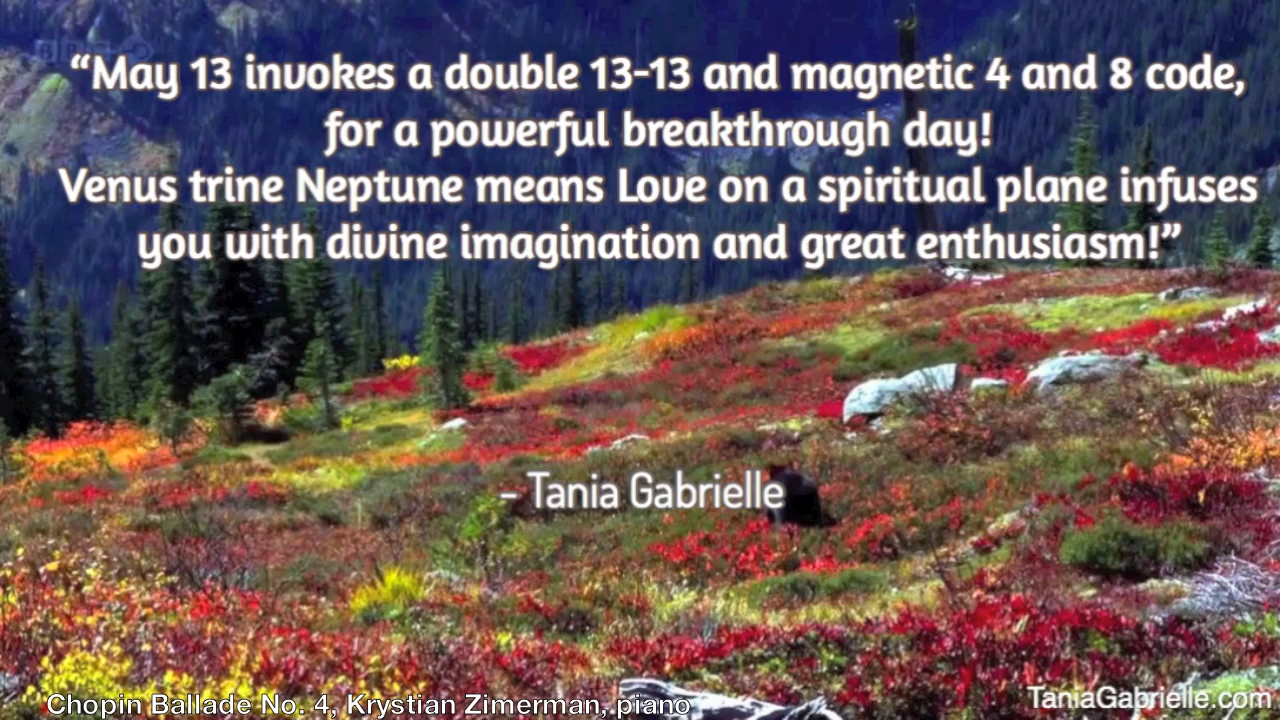 “May 13 invokes a double 13-13 and magnetic 4 and 8 code,
for a powerful breakthrough day!
Venus trine Neptune means Love on a spiritual plane infuses
you with divine imagination and great enthusiasm!”
- Tania Gabrielle
Chopin Ballade No. 4, Krystian Zimerman, piano
TaniaGabrielle.com